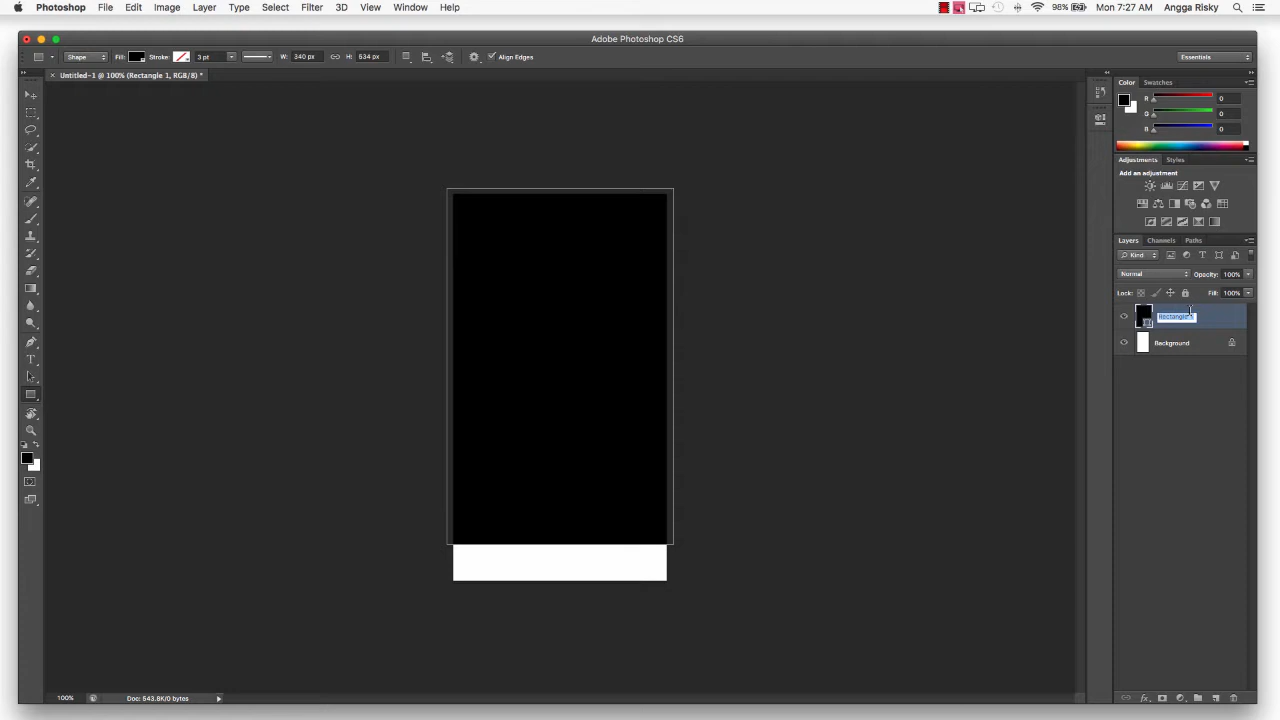 Photoshop File Edit Image Layer Type Select Filter 3D View Window Help 98% Mon 7:27 AM Angga Risky
Adobe Photoshop CS6
Shape Fill: Stroke: 3 pt W: 340 px H: 534 px Align Edges Essentials
Untitled-1 @ 100% (Rectangle 1, RGB/8) *
Color Swatches
R 0
G 0
B 0
Adjustments Styles
Add an adjustment
Layers Channels Paths
Kind
Normal Opacity: 100%
Lock: Fill: 100%
Rectangle 1
Background
100% Doc: 543.8K/0 bytes